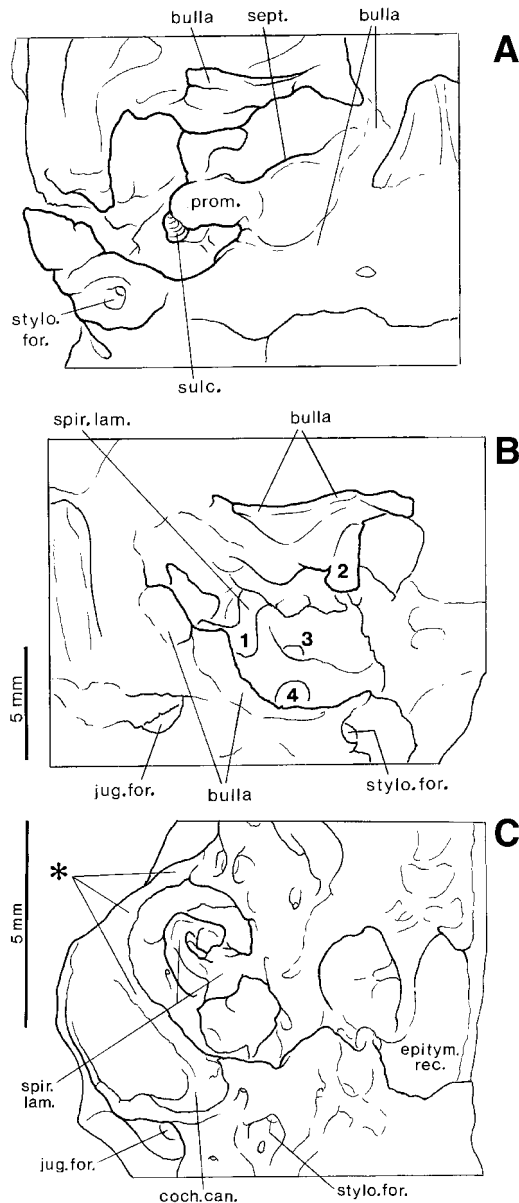 bulla sept. bulla
A
prom.
stylo.
for.
sulc.
spir. lam. bulla
B
2
1 3
4
5 mm
jug.for. bulla stylo.for.
C
*
5 mm
epitym.
rec.
spir.
lam.
jug.for.
coch.can. stylo.for.